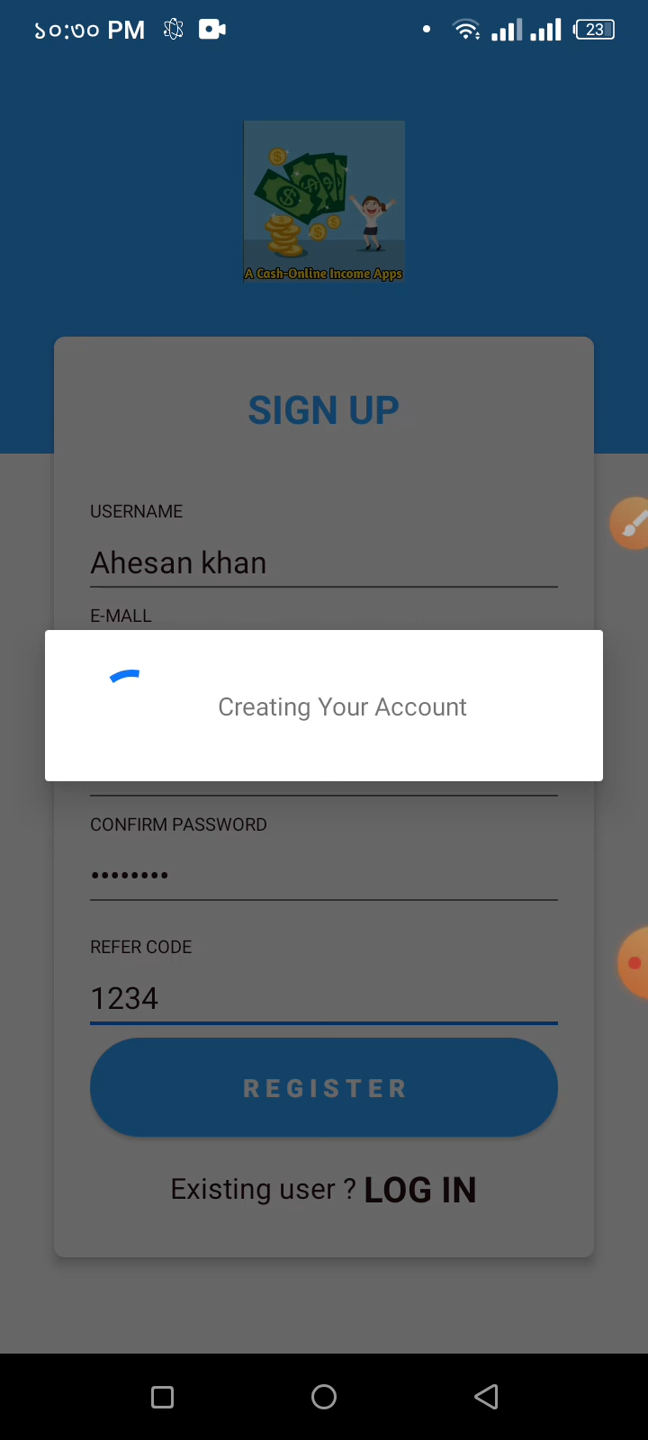 ১০:৩০ PM
23
A Cash-Online Income Apps
SIGN UP
USERNAME
Ahesan khan
E-MALL
Creating Your Account
CONFIRM PASSWORD
••••••••
REFER CODE
1234
REGISTER
Existing user ? LOG IN